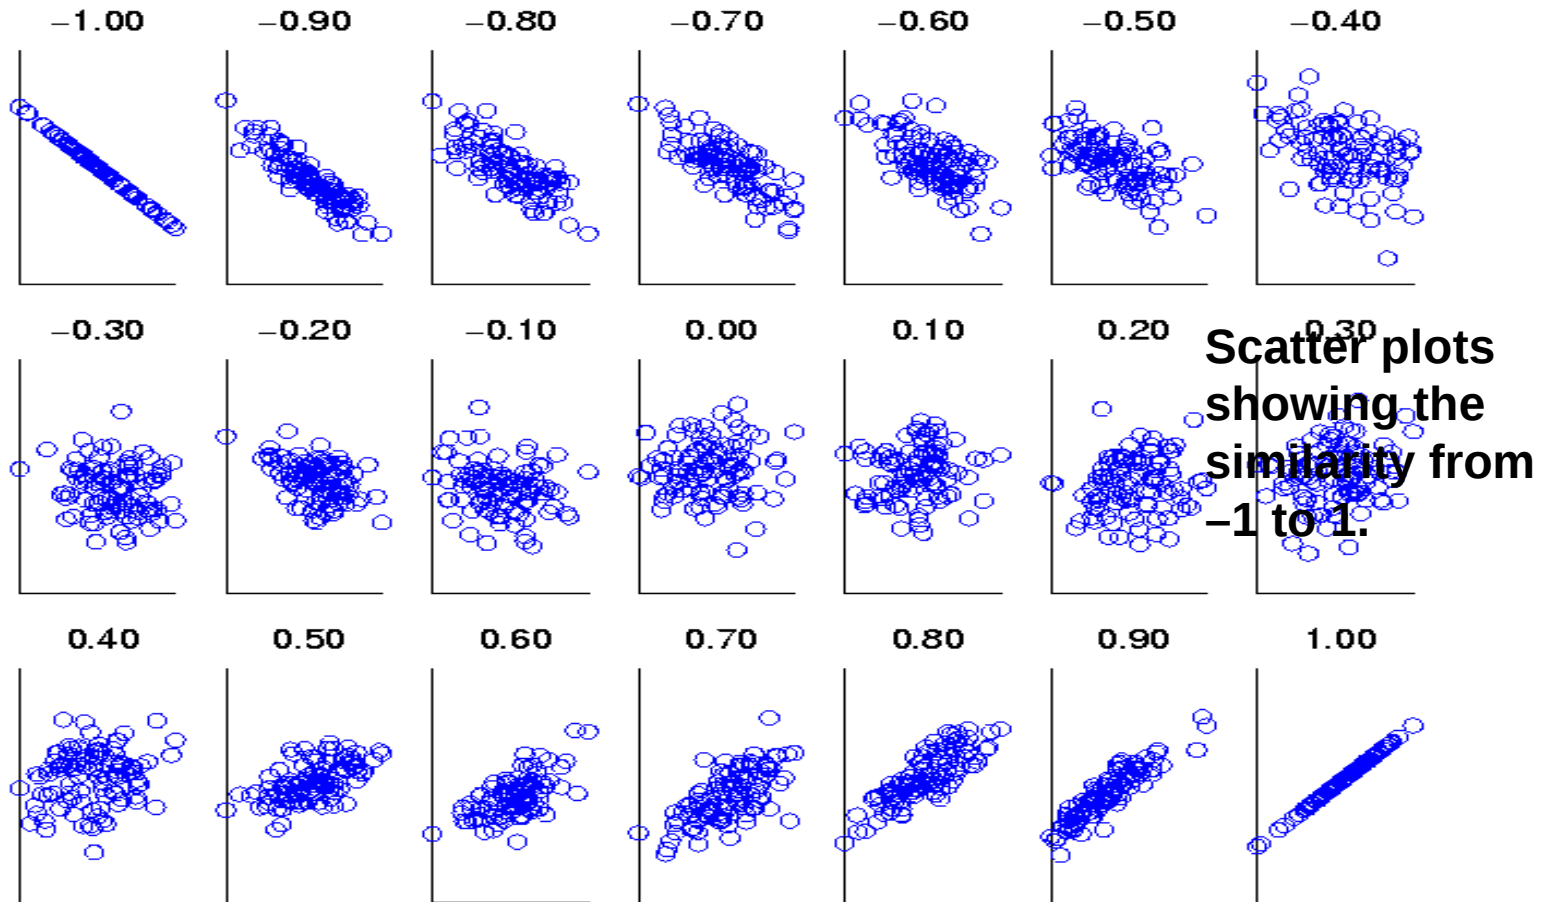 −1.00 −0.90 −0.80 −0.70 −0.60 −0.50 −0.40
−0.30 −0.20 −0.10 0.00 0.10 0.20 0.30
Scatter plots
showing the
similarity from
–1 to 1.
0.40 0.50 0.60 0.70 0.80 0.90 1.00